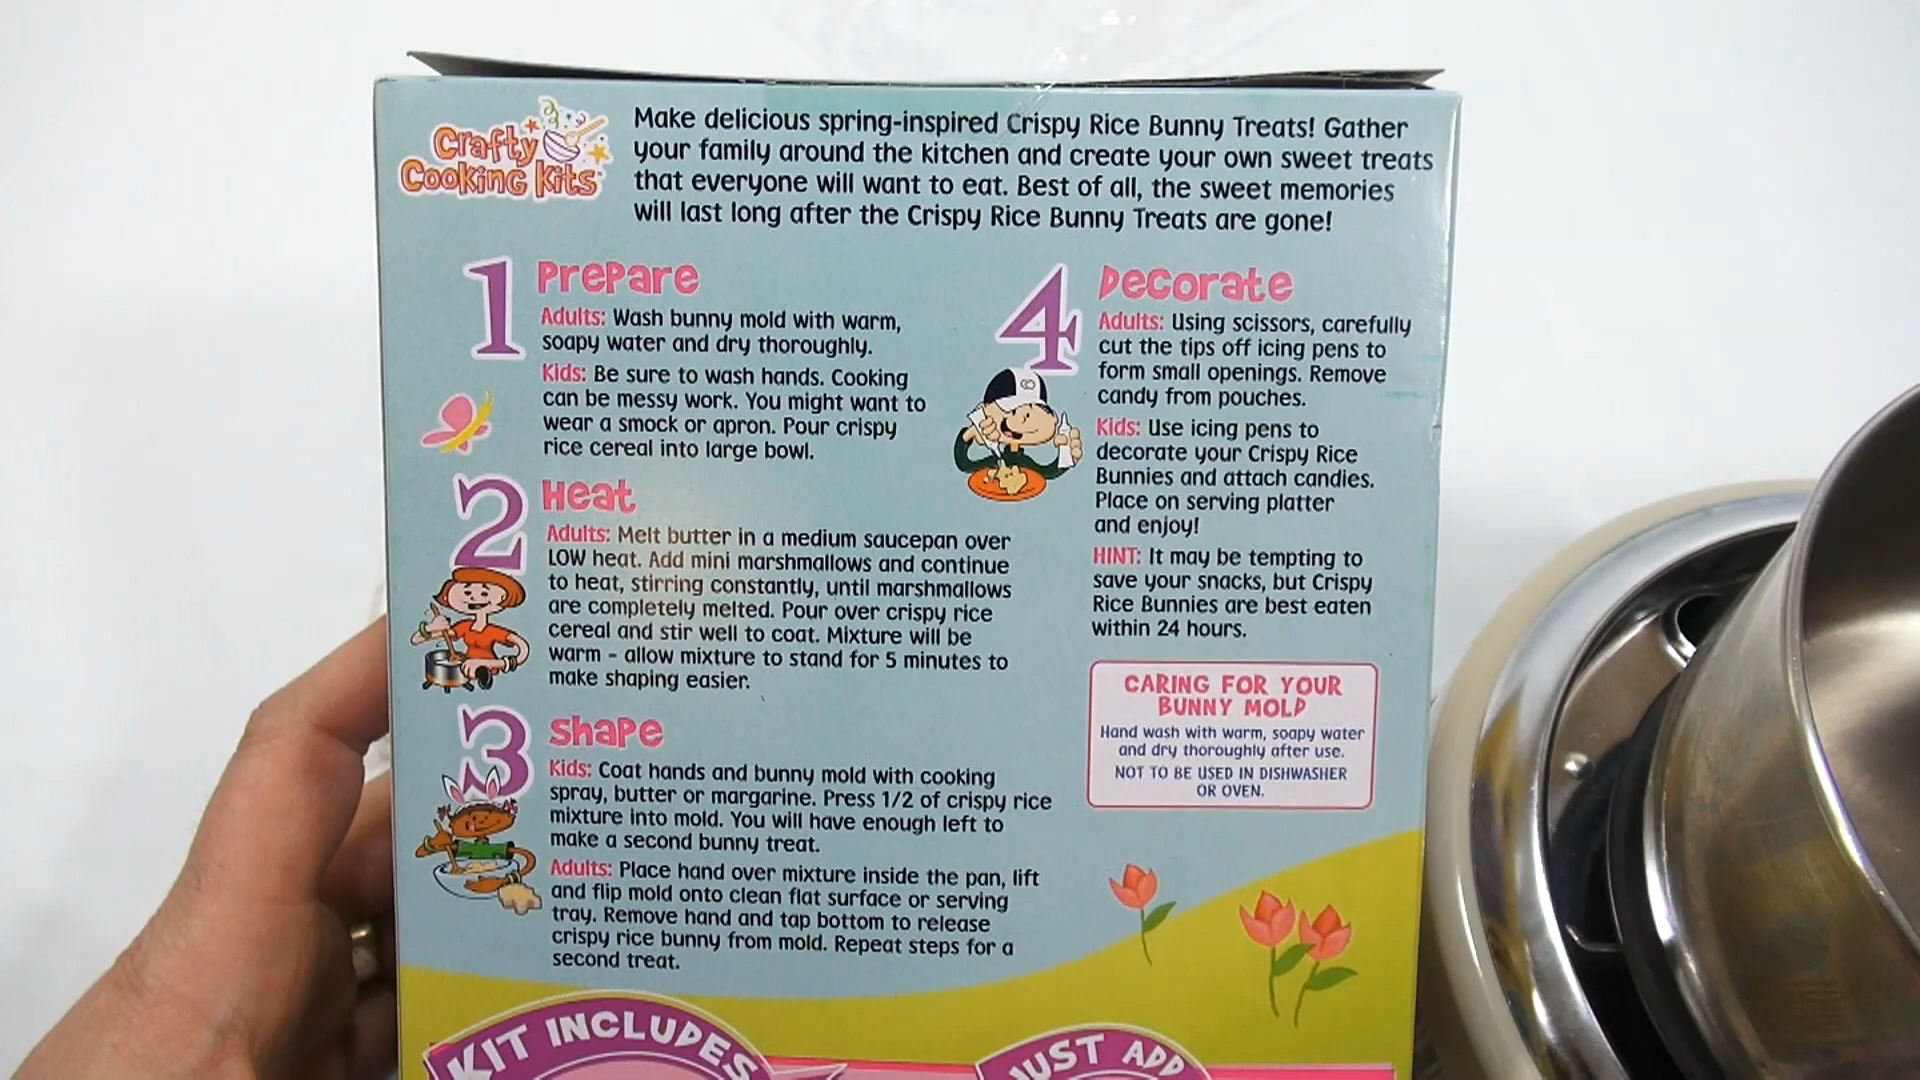 Crafty
Cooking Kits
Make delicious spring-inspired Crispy Rice Bunny Treats! Gather
your family around the kitchen and create your own sweet treats
that everyone will want to eat. Best of all, the sweet memories
will last long after the Crispy Rice Bunny Treats are gone!
1 Prepare
Adults: Wash bunny mold with warm,
soapy water and dry thoroughly.
Kids: Be sure to wash hands. Cooking
can be messy work. You might want to
wear a smock or apron. Pour crispy
rice cereal into large bowl.
2 Heat
Adults: Melt butter in a medium saucepan over
LOW heat. Add mini marshmallows and continue
to heat, stirring constantly, until marshmallows
are completely melted. Pour over crispy rice
cereal and stir well to coat. Mixture will be
warm - allow mixture to stand for 5 minutes to
make shaping easier.
3 Shape
Kids: Coat hands and bunny mold with cooking
spray, butter or margarine. Press 1/2 of crispy rice
mixture into mold. You will have enough left to
make a second bunny treat.
Adults: Place hand over mixture inside the pan, lift
and flip mold onto clean flat surface or serving
tray. Remove hand and tap bottom to release
crispy rice bunny from mold. Repeat steps for a
second treat.
4 Decorate
Adults: Using scissors, carefully
cut the tips off icing pens to
form small openings. Remove
candy from pouches.
Kids: Use icing pens to
decorate your Crispy Rice
Bunnies and attach candies.
Place on serving platter
and enjoy!
HINT: It may be tempting to
save your snacks, but Crispy
Rice Bunnies are best eaten
within 24 hours.
CARING FOR YOUR
BUNNY MOLD
Hand wash with warm, soapy water
and dry thoroughly after use.
NOT TO BE USED IN DISHWASHER
OR OVEN.
KIT INCLUDES
JUST ADD